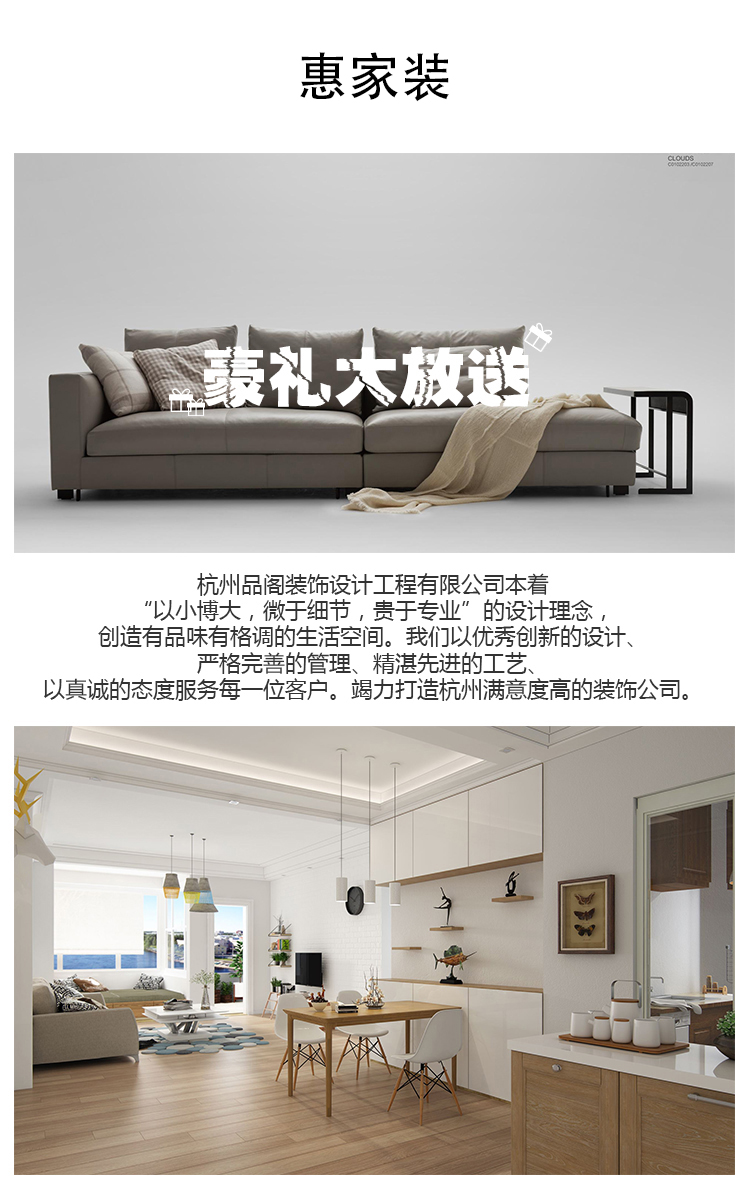 惠家装
CLOUDS
C0102203 /C0102207
豪礼大放送
杭州品阁装饰设计工程有限公司本着
“以小博大，微于细节，贵于专业”的设计理念，
创造有品味有格调的生活空间。我们以优秀创新的设计、
严格完善的管理、精湛先进的工艺、
以真诚的态度服务每一位客户。竭力打造杭州满意度高的装饰公司。